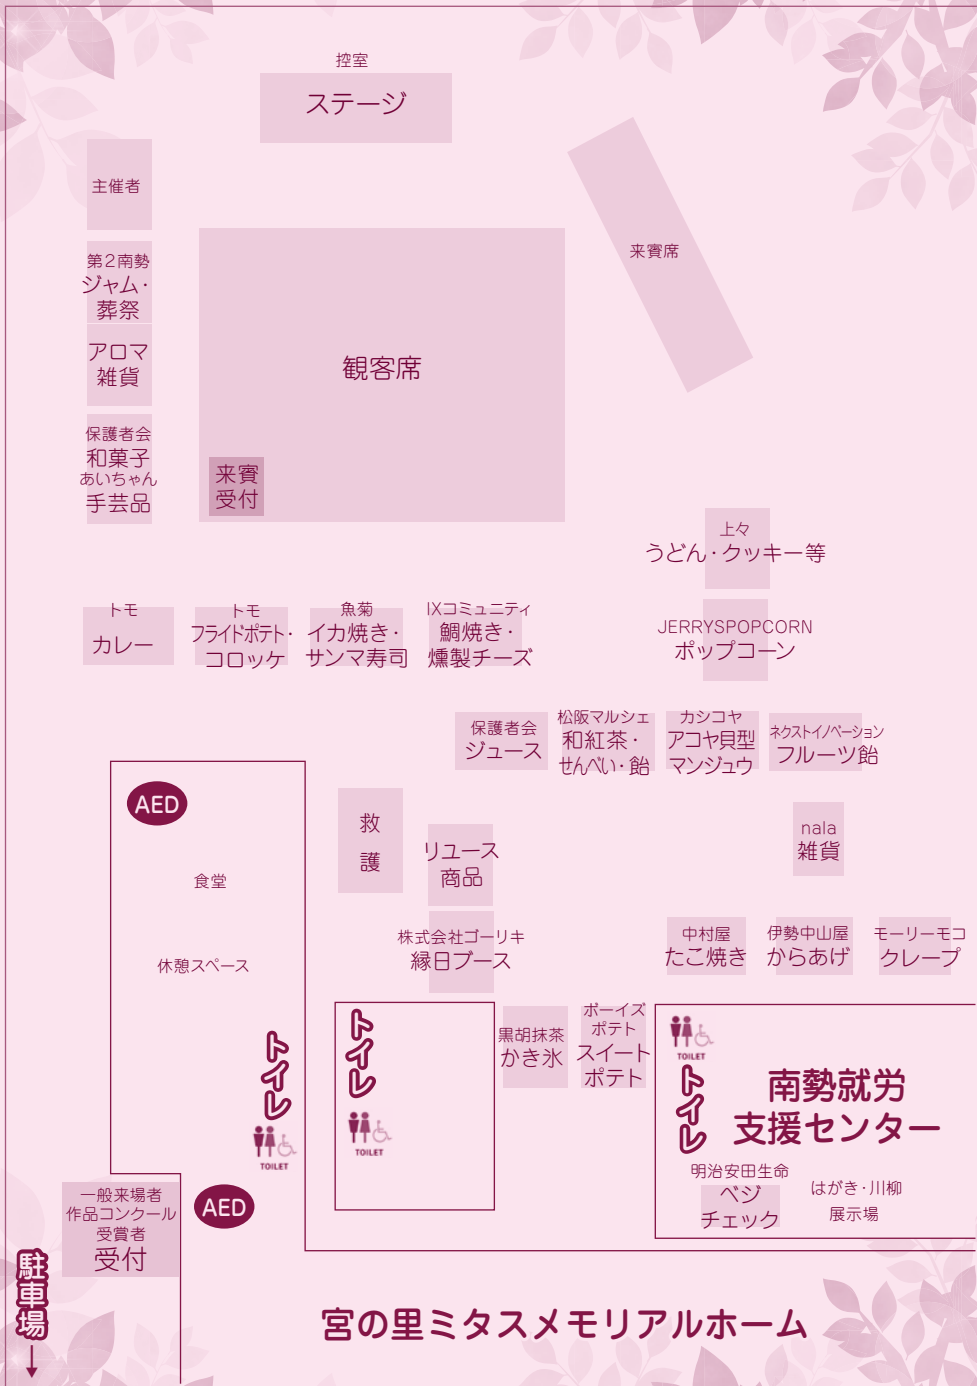 控室
ステージ
主催者
来賓席
第2南勢
ジャム・
葬祭
アロマ
雑貨
観客席
保護者会
和菓子
あいちゃん
手芸品
来賓
受付
上々
うどん・クッキー等
トモ
カレー
トモ
フライドポテト・
コロッケ
魚菊
イカ焼き・
サンマ寿司
IXコミュニティ
鯛焼き・
燻製チーズ
JERRYSPOPCORN
ポップコーン
保護者会
ジュース
松阪マルシェ
和紅茶・
せんべい・飴
カシコヤ
アコヤ貝型
マンジュウ
ネクストイノベーション
フルーツ飴
AED
食堂
休憩スペース
トイレ
TOILET
救
護
リユース
商品
nala
雑貨
株式会社ゴーリキ
縁日ブース
中村屋
たこ焼き
伊勢中山屋
からあげ
モーリーモコ
クレープ
トイレ
TOILET
黒胡抹茶
かき氷
ポーイズ
ポテト
スイート
ポテト
TOILET
トイレ
南勢就労
支援センター
明治安田生命
ベジ
チェック
はがき・川柳
展示場
一般来場者
作品コンクール
受賞者
受付
AED
駐車場
宮の里ミタスメモリアルホーム